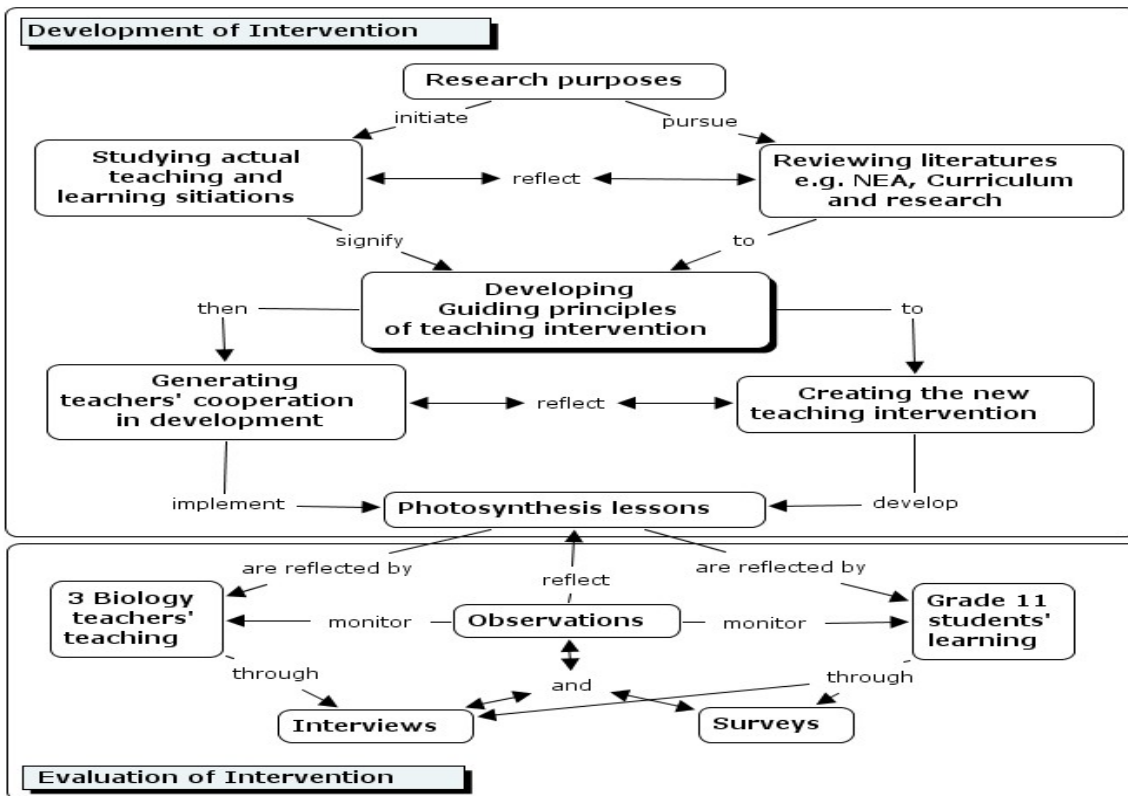 Development of Intervention
Research purposes
initiate
pursue
Studying actual
teaching and
learning sitiations
reflect
Reviewing literatures
e.g. NEA, Curriculum
and research
signify
to
Developing
Guiding principles
of teaching intervention
then
to
Generating
teachers' cooperation
in development
reflect
Creating the new
teaching intervention
implement
Photosynthesis lessons
develop
are reflected by
reflect
are reflected by
3 Biology
teachers'
teaching
monitor
Observations
monitor
Grade 11
students'
learning
through
and
through
Interviews
Surveys
Evaluation of Intervention